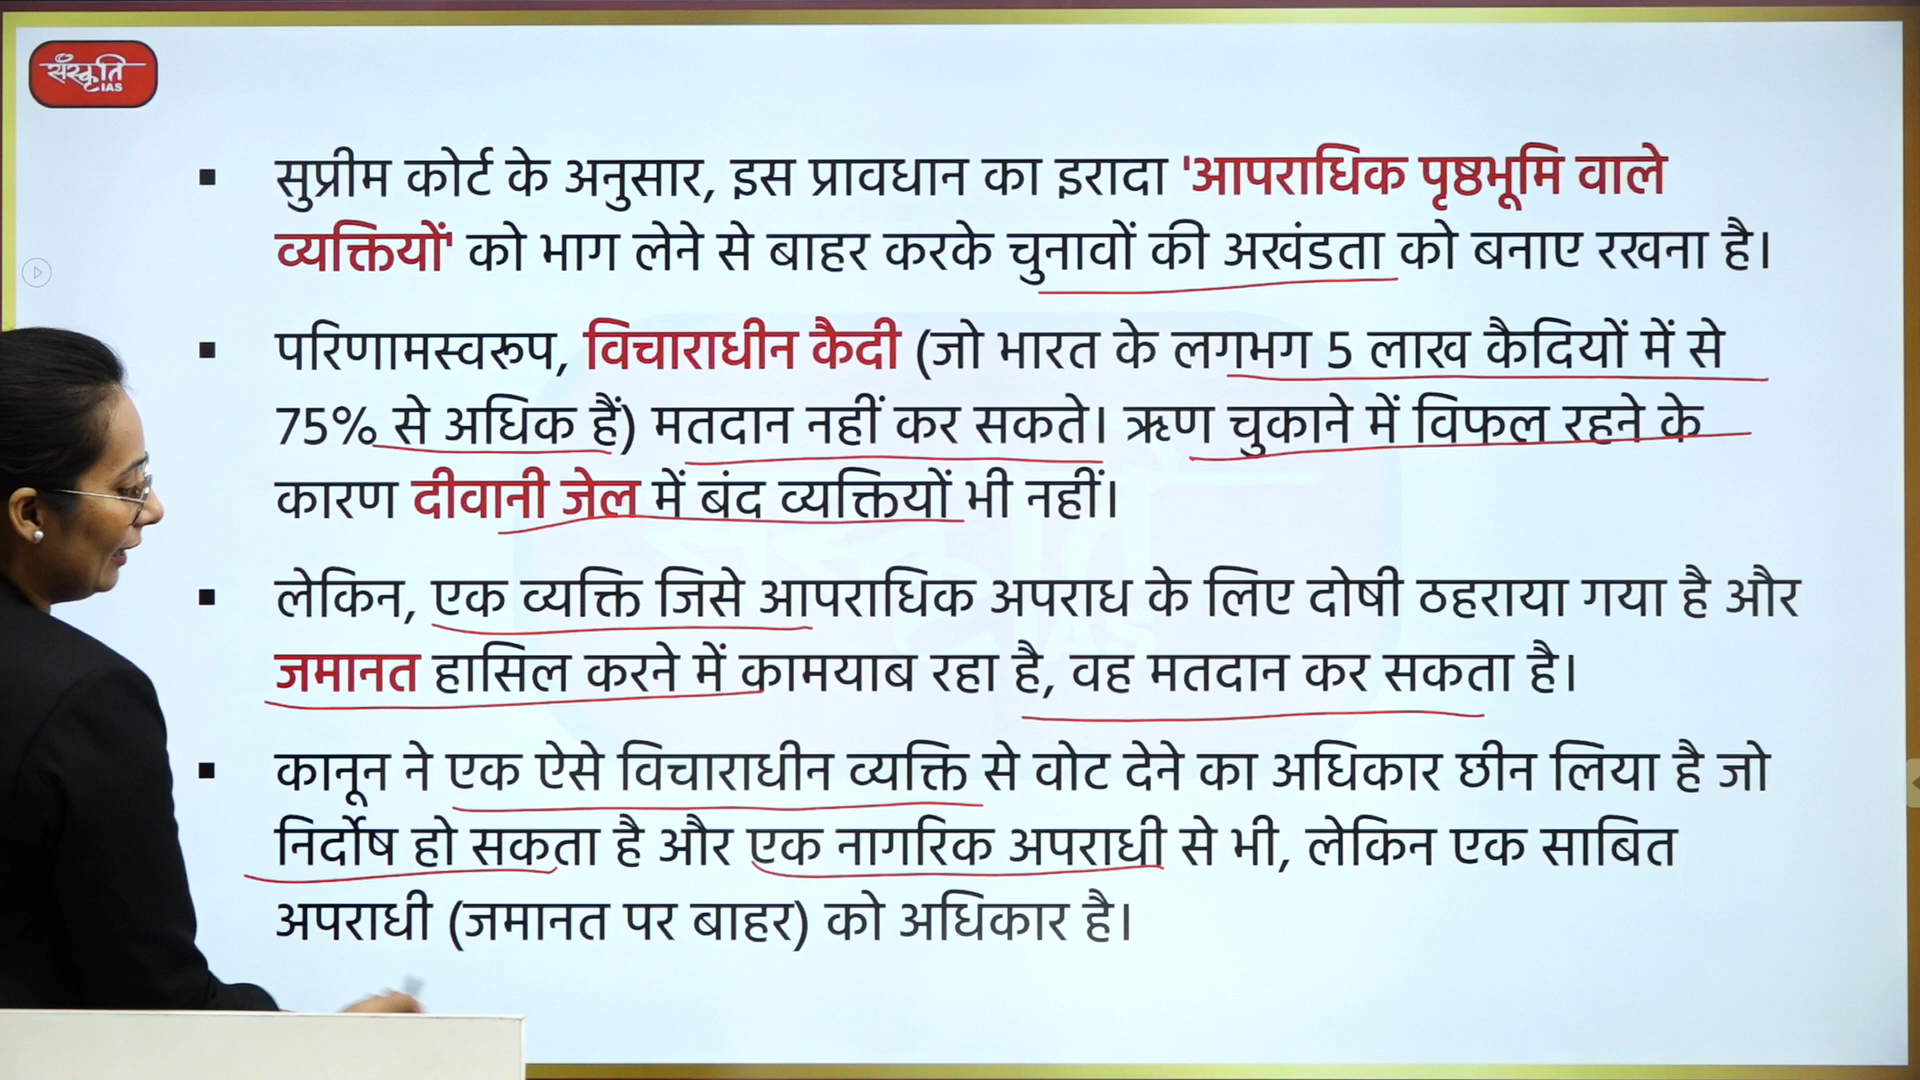 संस्कृति
IAS
सुप्रीम कोर्ट के अनुसार, इस प्रावधान का इरादा 'आपराधिक पृष्ठभूमि वाले
व्यक्तियों' को भाग लेने से बाहर करके चुनावों की अखंडता को बनाए रखना है।
परिणामस्वरूप, विचाराधीन कैदी (जो भारत के लगभग 5 लाख कैदियों में से
75% से अधिक हैं) मतदान नहीं कर सकते। ऋण चुकाने में विफल रहने के
कारण दीवानी जेल में बंद व्यक्तियों भी नहीं।
लेकिन, एक व्यक्ति जिसे आपराधिक अपराध के लिए दोषी ठहराया गया है और
जमानत हासिल करने में कामयाब रहा है, वह मतदान कर सकता है।
कानून ने एक ऐसे विचाराधीन व्यक्ति से वोट देने का अधिकार छीन लिया है जो
निर्दोष हो सकता है और एक नागरिक अपराधी से भी, लेकिन एक साबित
अपराधी (जमानत पर बाहर) को अधिकार है।